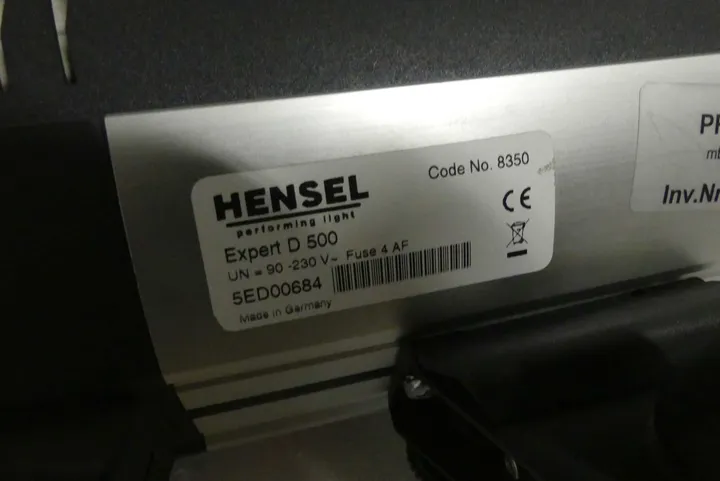 HENSEL
performing light
Code No. 8350
Expert D 500
UN = 90 -230 V~ Fuse 4 AF
5ED00684
Made in Germany
CE
Inv.Nr